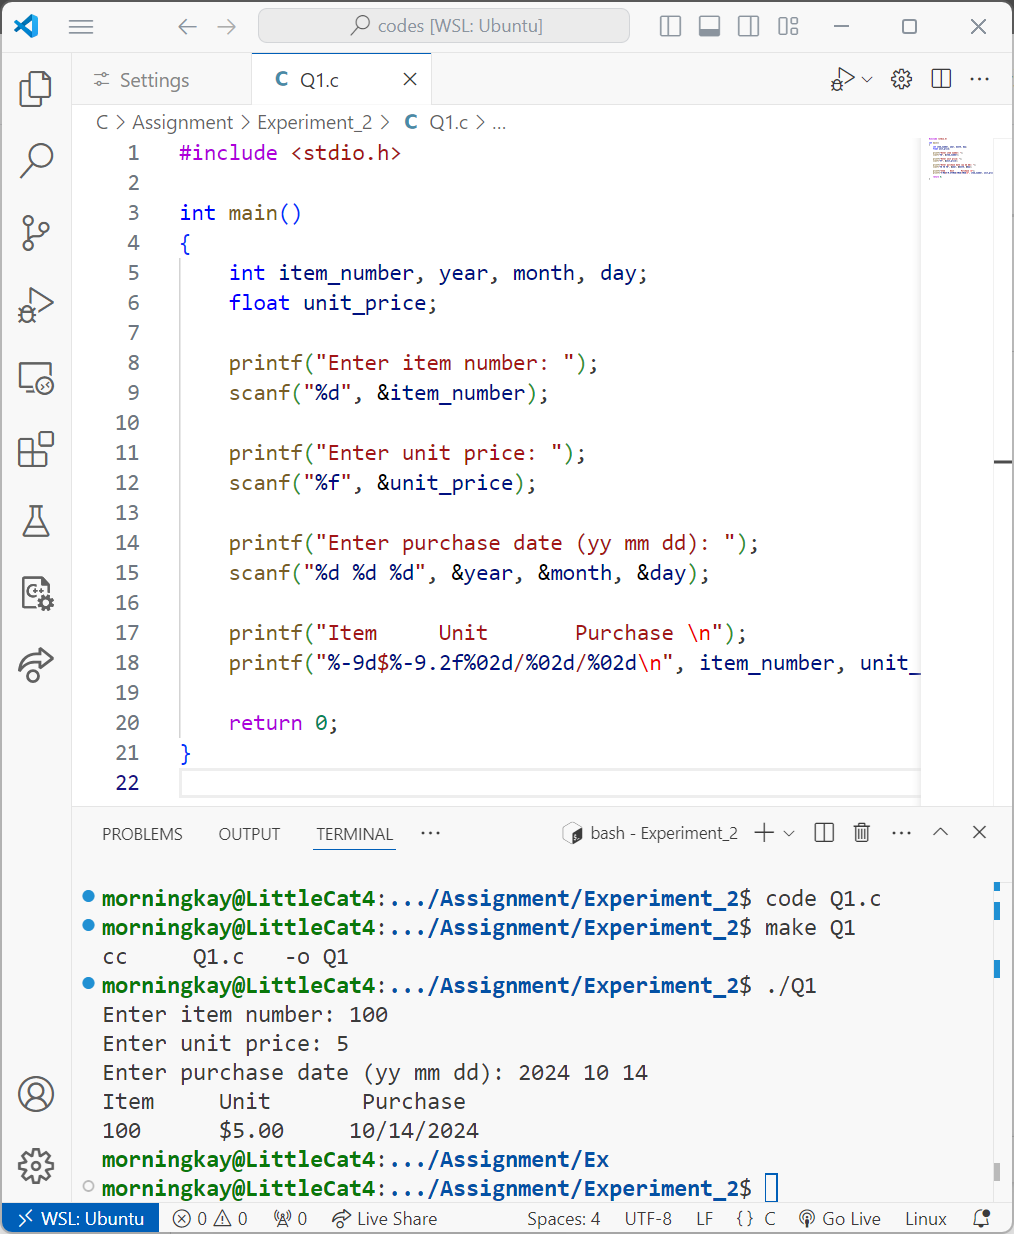 codes [WSL: Ubuntu]
Settings
C Q1.c
C > Assignment > Experiment_2 > C Q1.c > ...
1 #include <stdio.h>
2
3 int main()
4 {
5 int item_number, year, month, day;
6 float unit_price;
7
8 printf("Enter item number: ");
9 scanf("%d", &item_number);
10
11 printf("Enter unit price: ");
12 scanf("%f", &unit_price);
13
14 printf("Enter purchase date (yy mm dd): ");
15 scanf("%d %d %d", &year, &month, &day);
16
17 printf("Item     Unit       Purchase \n");
18 printf("%-9d$%-9.2f%02d/%02d/%02d\n", item_number, unit_
19
20 return 0;
21 }
22
PROBLEMS OUTPUT TERMINAL ... bash - Experiment_2
morningkay@LittleCat4:.../Assignment/Experiment_2$ code Q1.c
morningkay@LittleCat4:.../Assignment/Experiment_2$ make Q1
cc     Q1.c   -o Q1
morningkay@LittleCat4:.../Assignment/Experiment_2$ ./Q1
Enter item number: 100
Enter unit price: 5
Enter purchase date (yy mm dd): 2024 10 14
Item     Unit       Purchase
100      $5.00     10/14/2024
morningkay@LittleCat4:.../Assignment/Ex
morningkay@LittleCat4:.../Assignment/Experiment_2$
WSL: Ubuntu 0 0 0 Live Share Spaces: 4 UTF-8 LF {} C Go Live Linux